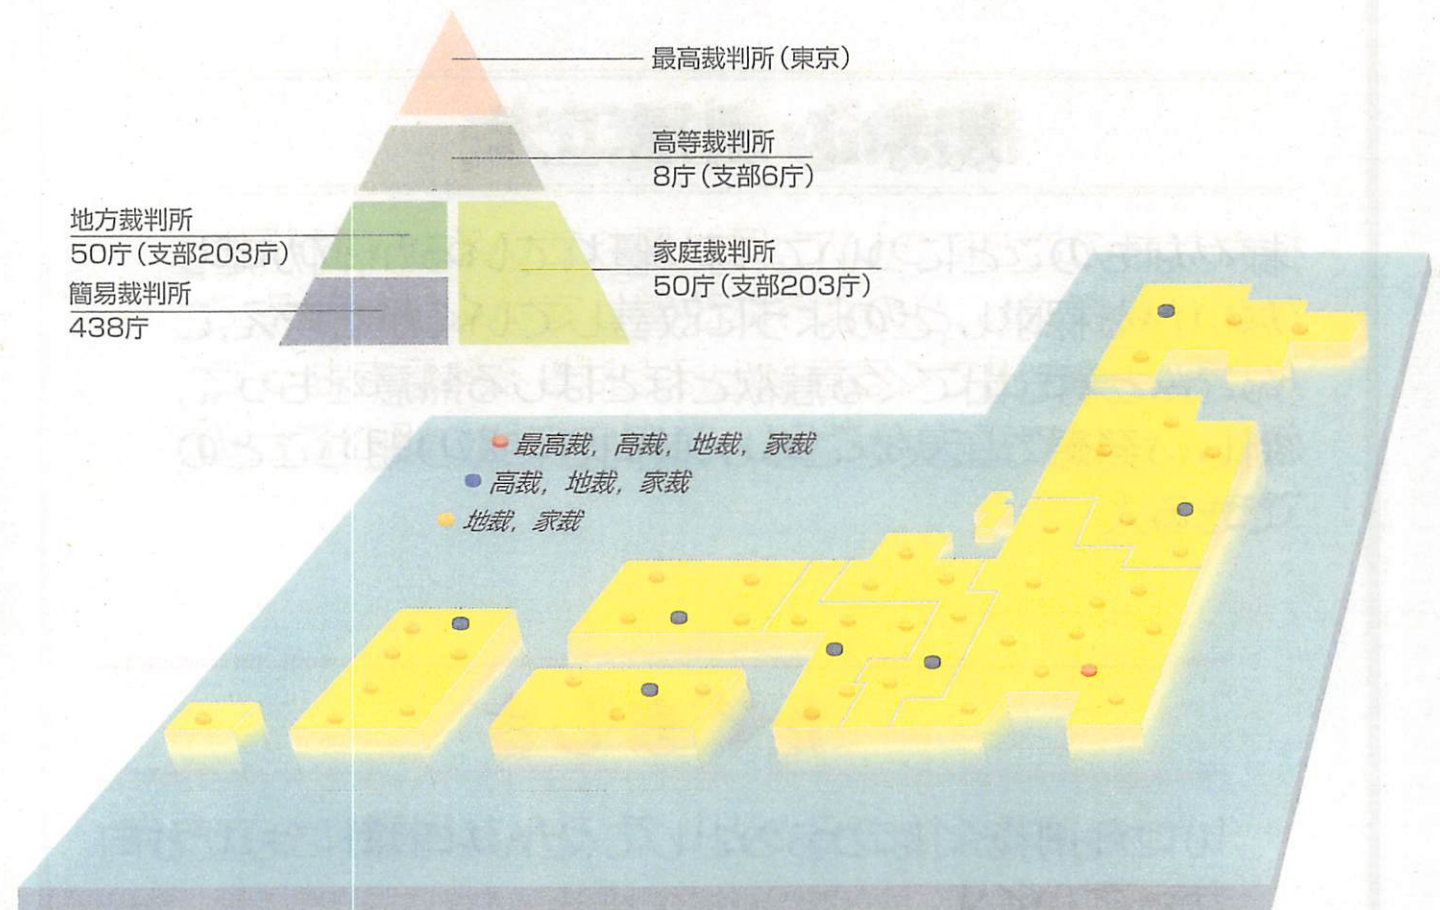 最高裁判所(東京)
高等裁判所
8庁(支部6庁)
地方裁判所
50庁(支部203庁)
簡易裁判所
438庁
家庭裁判所
50庁(支部203庁)
最高裁,高裁,地裁,家裁
高裁,地裁,家裁
地裁,家裁